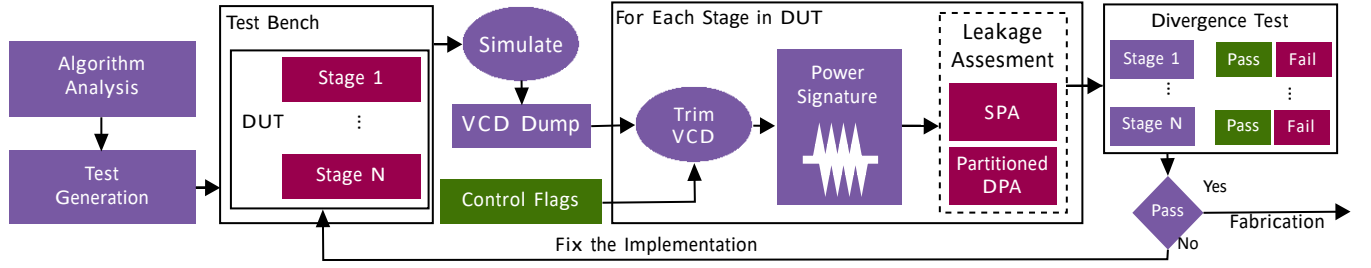 Algorithm
Analysis
Test
Generation
Test Bench
DUT
Stage 1
⋮
Stage N
Simulate
VCD Dump
Control Flags
For Each Stage in DUT
Trim
VCD
Power
Signature
Leakage
Assesment
SPA
Partitioned
DPA
Divergence Test
Stage 1 Pass Fail
⋮ ⋮
Stage N Pass Fail
Pass
Yes
Fabrication
No
Fix the Implementation